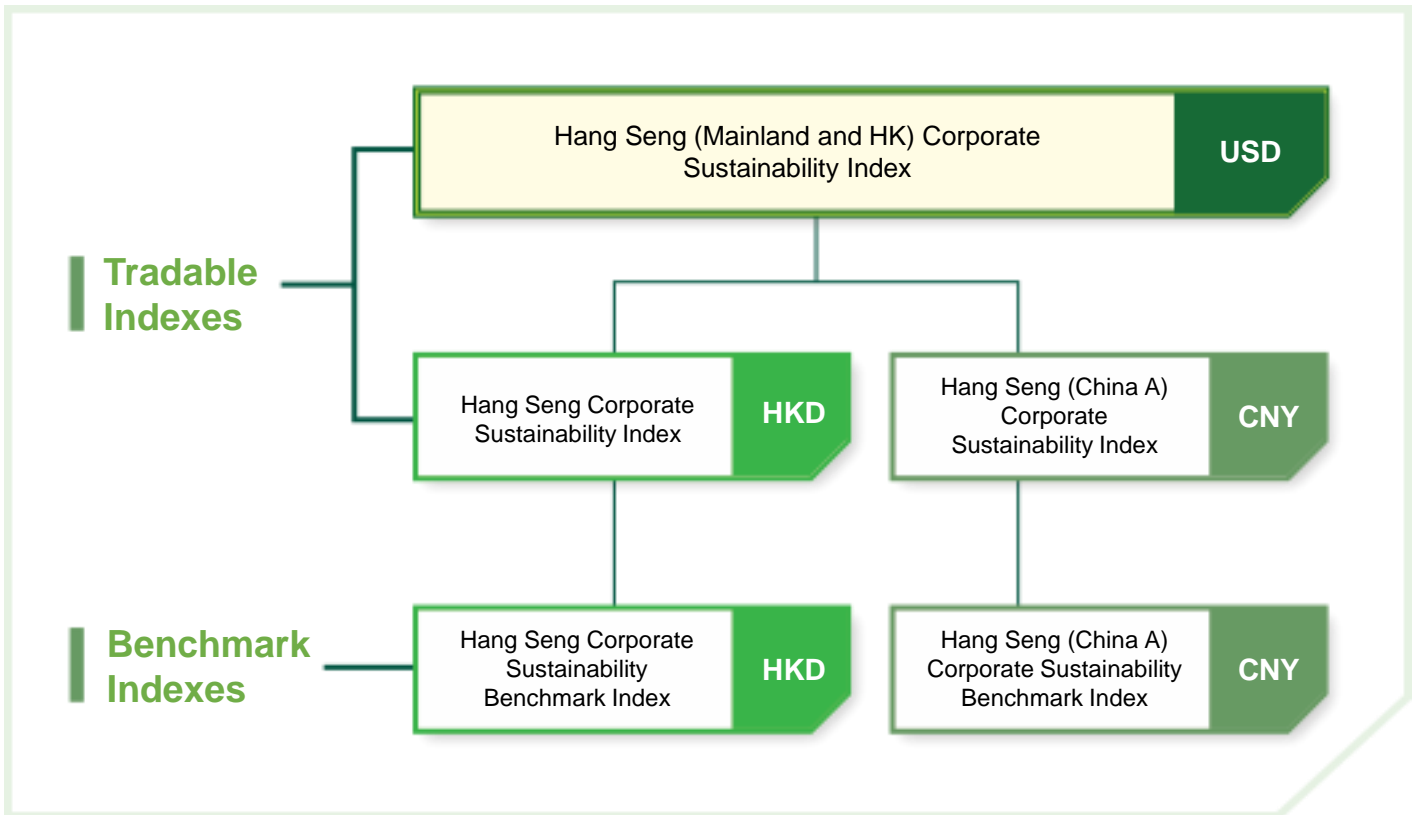 Hang Seng (Mainland and HK) Corporate
Sustainability Index
USD
Tradable
Indexes
Hang Seng Corporate
Sustainability Index
HKD
Hang Seng (China A)
Corporate
Sustainability Index
CNY
Benchmark
Indexes
Hang Seng Corporate
Sustainability
Benchmark Index
HKD
Hang Seng (China A)
Corporate Sustainability
Benchmark Index
CNY